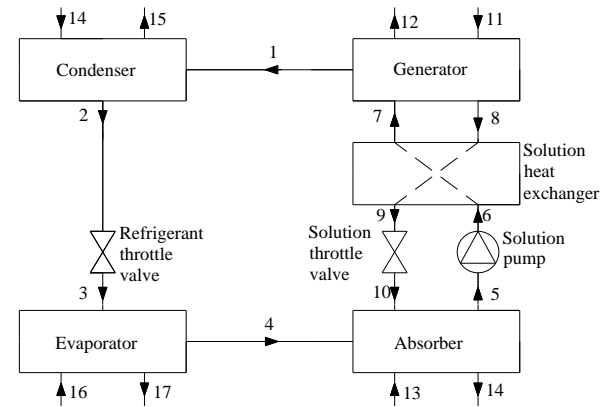 14
15
12
11
Condenser
1
Generator
2
7
8
Solution
heat
exchanger
9
6
Refrigerant
throttle
valve
Solution
throttle
valve
Solution
pump
3
10
5
Evaporator
4
Absorber
16
17
13
14